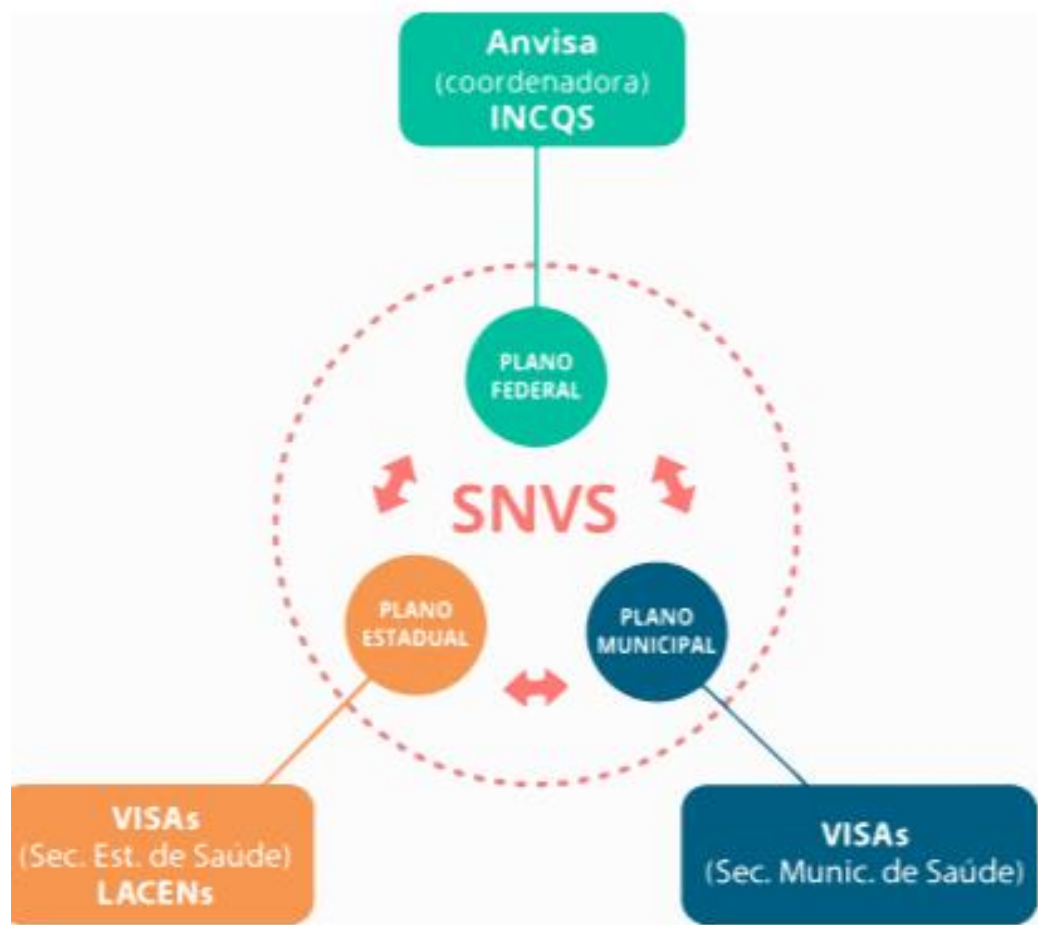 Anvisa
(coordenadora)
INCQS
PLANO
FEDERAL
SNVS
PLANO
ESTADUAL
PLANO
MUNICIPAL
VISAs
(Sec. Est. de Saúde)
LACENs
VISAs
(Sec. Munic. de Saúde)